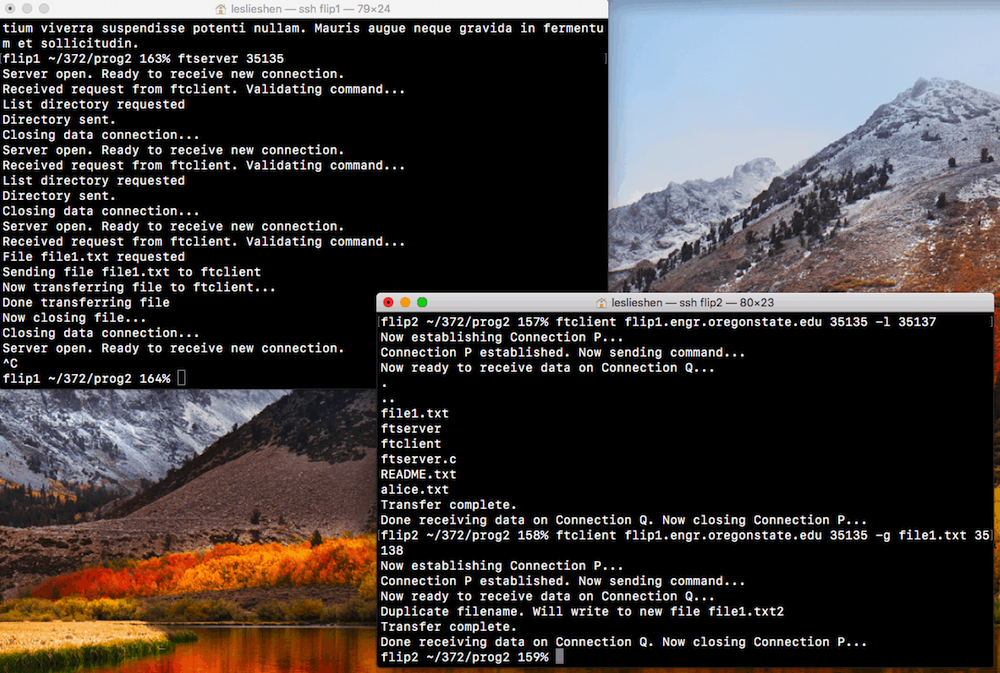 leslieshen — ssh flip1 — 79×24
tium viverra suspendisse potenti nullam. Mauris augue neque gravida in fermentu
m et sollicitudin.
[flip1 ~/372/prog2 163% ftserver 35135 ]
Server open. Ready to receive new connection.
Received request from ftclient. Validating command...
List directory requested
Directory sent.
Closing data connection...
Server open. Ready to receive new connection.
Received request from ftclient. Validating command...
List directory requested
Directory sent.
Closing data connection...
Server open. Ready to receive new connection.
Received request from ftclient. Validating command...
File file1.txt requested
Sending file file1.txt to ftclient
Now transferring file to ftclient...
Done transferring file
Now closing file...
Closing data connection...
Server open. Ready to receive new connection.
^C
flip1 ~/372/prog2 164%
leslieshen — ssh flip2 — 80×23
[flip2 ~/372/prog2 157% ftclient flip1.engr.oregonstate.edu 35135 -l 35137 ]
Now establishing Connection P...
Connection P established. Now sending command...
Now ready to receive data on Connection Q...
.
..
file1.txt
ftserver
ftclient
ftserver.c
README.txt
alice.txt
Transfer complete.
Done receiving data on Connection Q. Now closing Connection P...
[flip2 ~/372/prog2 158% ftclient flip1.engr.oregonstate.edu 35135 -g file1.txt 35]
138
Now establishing Connection P...
Connection P established. Now sending command...
Now ready to receive data on Connection Q...
Duplicate filename. Will write to new file file1.txt2
Transfer complete.
Done receiving data on Connection Q. Now closing Connection P...
flip2 ~/372/prog2 159%